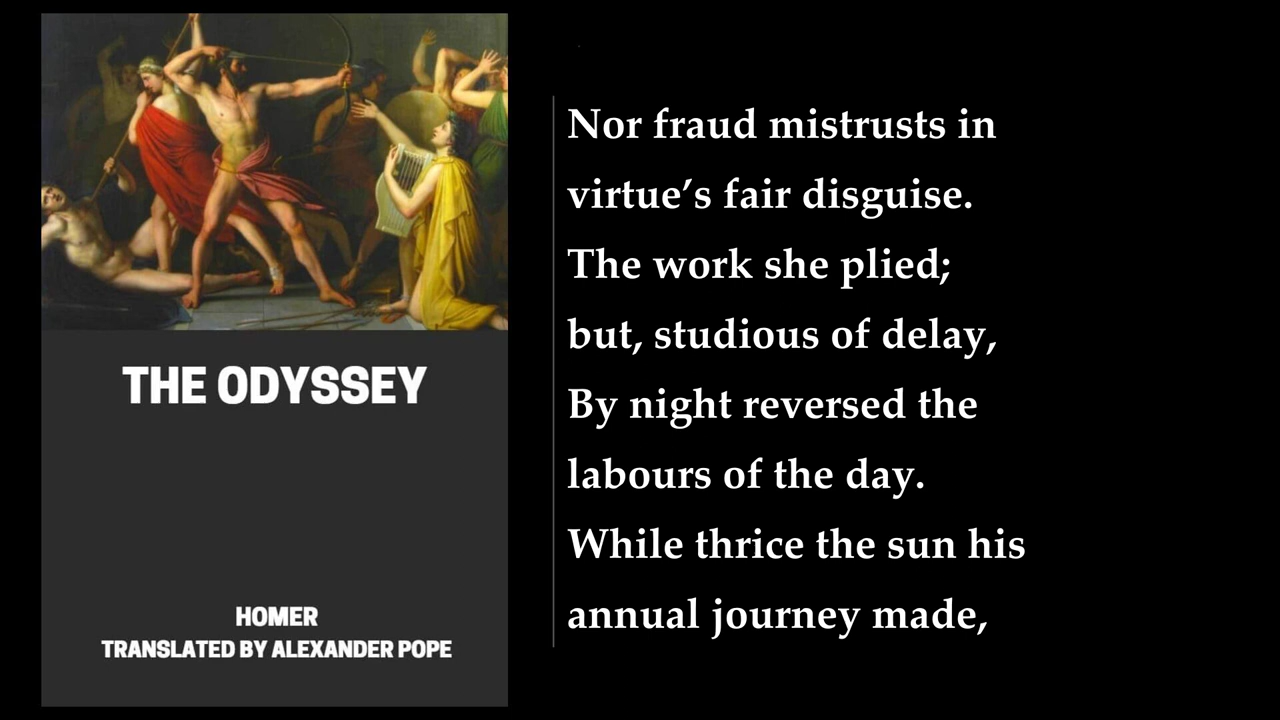 THE ODYSSEY
HOMER
TRANSLATED BY ALEXANDER POPE
Nor fraud mistrusts in
virtue’s fair disguise.
The work she plied;
but, studious of delay,
By night reversed the
labours of the day.
While thrice the sun his
annual journey made,